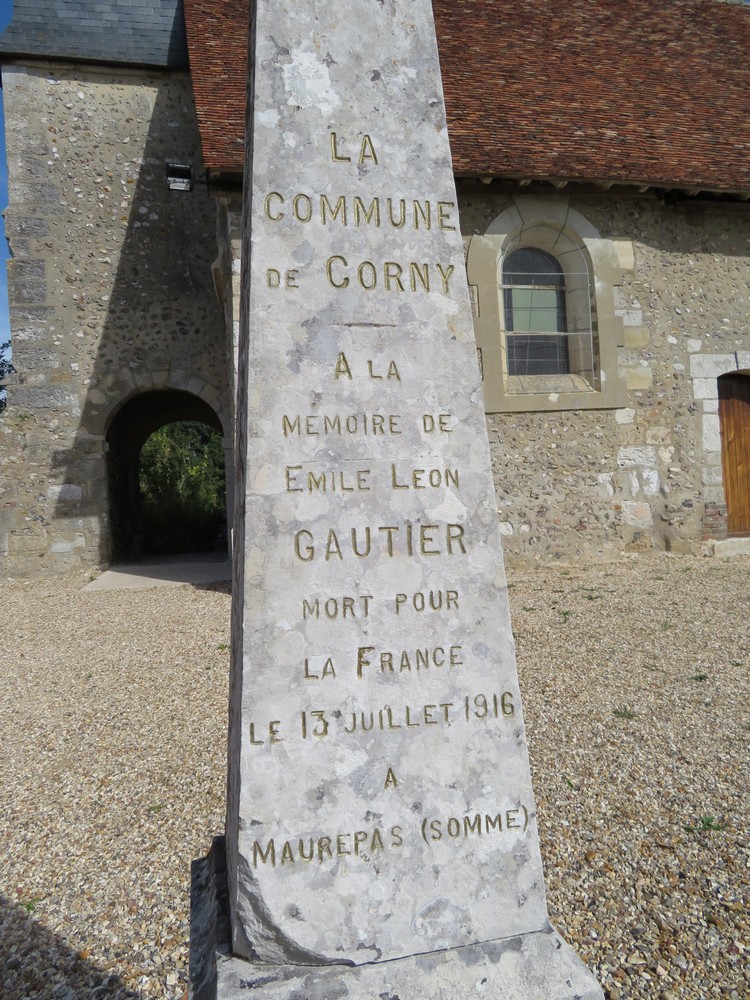 LA
COMMUNE
DE CORNY
A LA
MEMOIRE DE
EMILE LEON
GAUTIER
MORT POUR
LA FRANCE
LE 13 JUILLET 1916
A
MAUREPAS (SOMME)